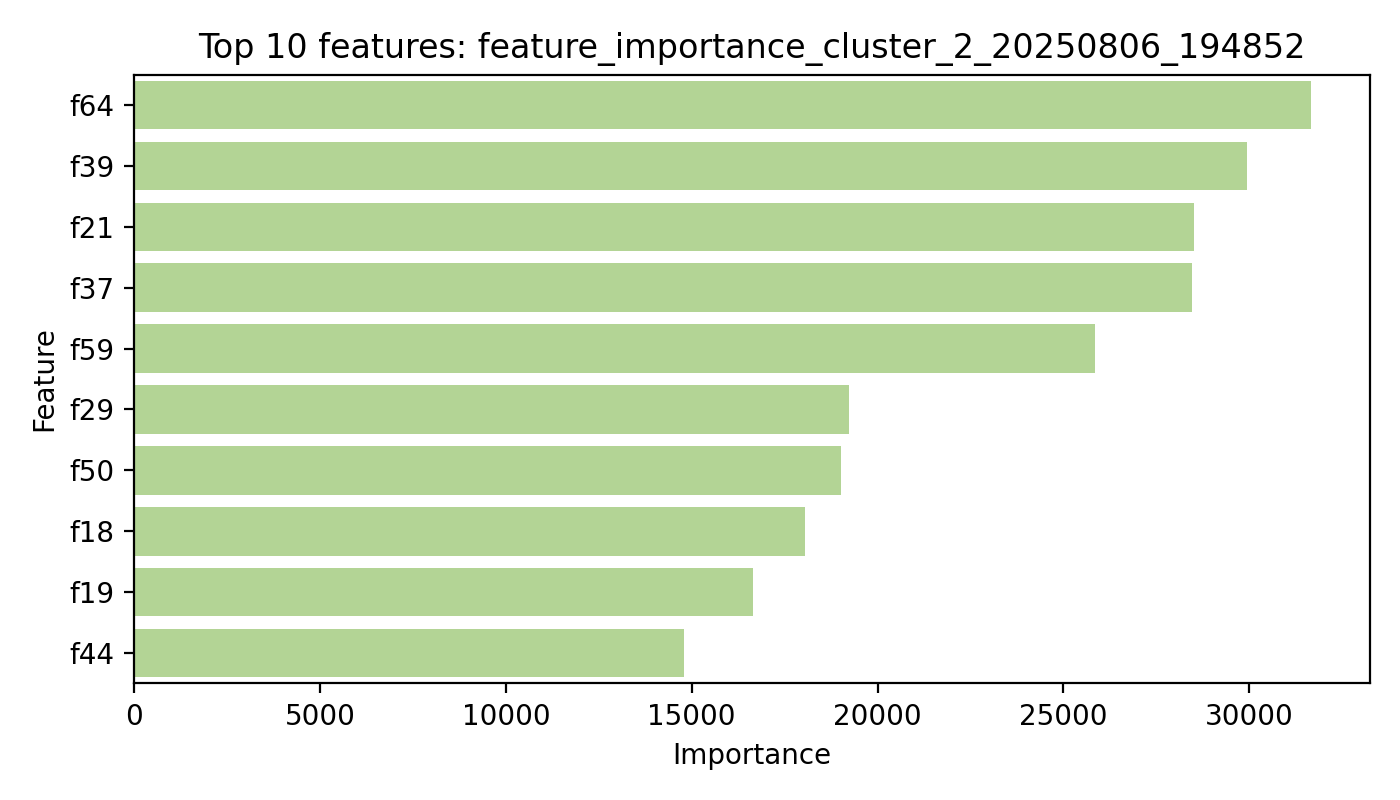 Top 10 features: feature_importance_cluster_2_20250806_194852
f64
f39
f21
f37
f59
f29
f50
f18
f19
f44
Feature
0 5000 10000 15000 20000 25000 30000
Importance